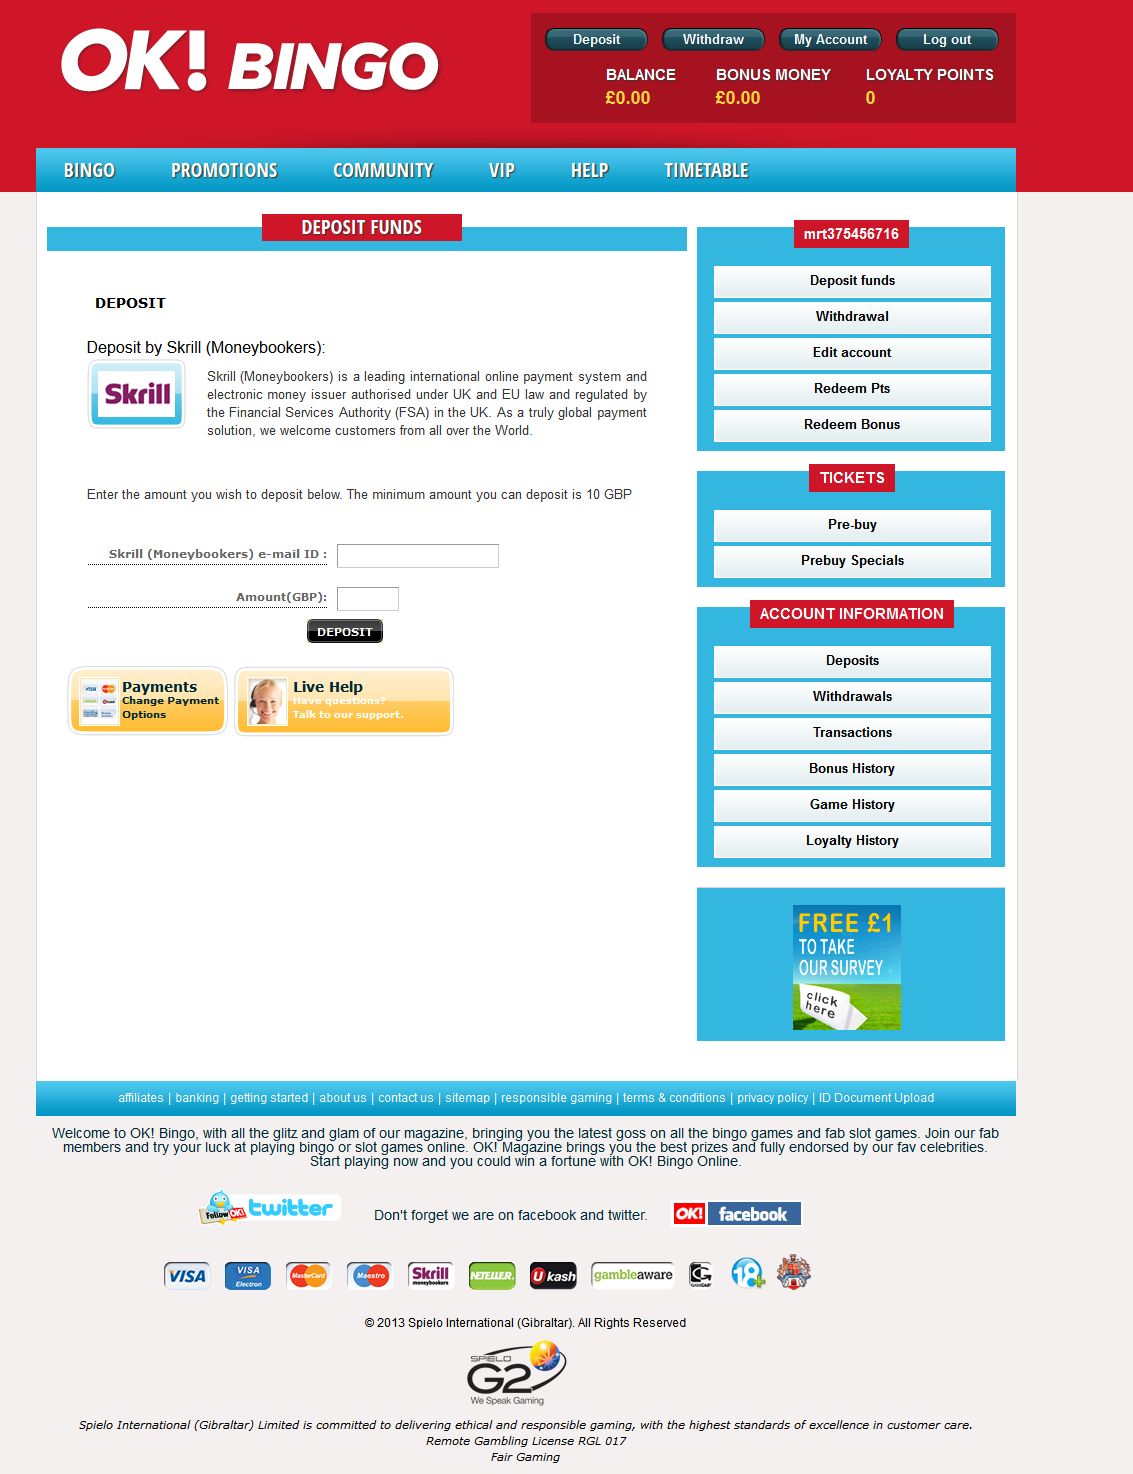 OK! BINGO
Deposit
Withdraw
My Account
Log out
BALANCE
BONUS MONEY
LOYALTY POINTS
£0.00
£0.00
0
BINGO
PROMOTIONS
COMMUNITY
VIP
HELP
TIMETABLE
DEPOSIT FUNDS
DEPOSIT
Deposit by Skrill (Moneybookers):
Skrill
Skrill (Moneybookers) is a leading international online payment system and
electronic money issuer authorised under UK and EU law and regulated by
the Financial Services Authority (FSA) in the UK. As a truly global payment
solution, we welcome customers from all over the World.
Enter the amount you wish to deposit below. The minimum amount you can deposit is 10 GBP
Skrill (Moneybookers) e-mail ID :
Amount(GBP):
DEPOSIT
VISA
Payments
Change Payment
Options
Live Help
Have questions?
Talk to our support.
mrt375456716
Deposit funds
Withdrawal
Edit account
Redeem Pts
Redeem Bonus
TICKETS
Pre-buy
Prebuy Specials
ACCOUNT INFORMATION
Deposits
Withdrawals
Transactions
Bonus History
Game History
Loyalty History
FREE £1
TO TAKE
OUR SURVEY
click
here
affiliates | banking | getting started | about us | contact us | sitemap | responsible gaming | terms & conditions | privacy policy | ID Document Upload
Welcome to OK! Bingo, with all the glitz and glam of our magazine, bringing you the latest goss on all the bingo games and fab slot games. Join our fab
members and try your luck at playing bingo or slot games online. OK! Magazine brings you the best prizes and fully endorsed by our fav celebrities.
Start playing now and you could win a fortune with OK! Bingo Online.
Follow OK!
twitter
Don't forget we are on facebook and twitter.
OK! facebook
VISA
VISA
Electron
MasterCard
Maestro
Skrill
moneybookers
NETELLER
Ukash
gambleaware
GAMCARE
18+
© 2013 Spielo International (Gibraltar). All Rights Reserved
SPIELO
G2
We Speak Gaming
Spielo International (Gibraltar) Limited is committed to delivering ethical and responsible gaming, with the highest standards of excellence in customer care.
Remote Gambling License RGL 017
Fair Gaming